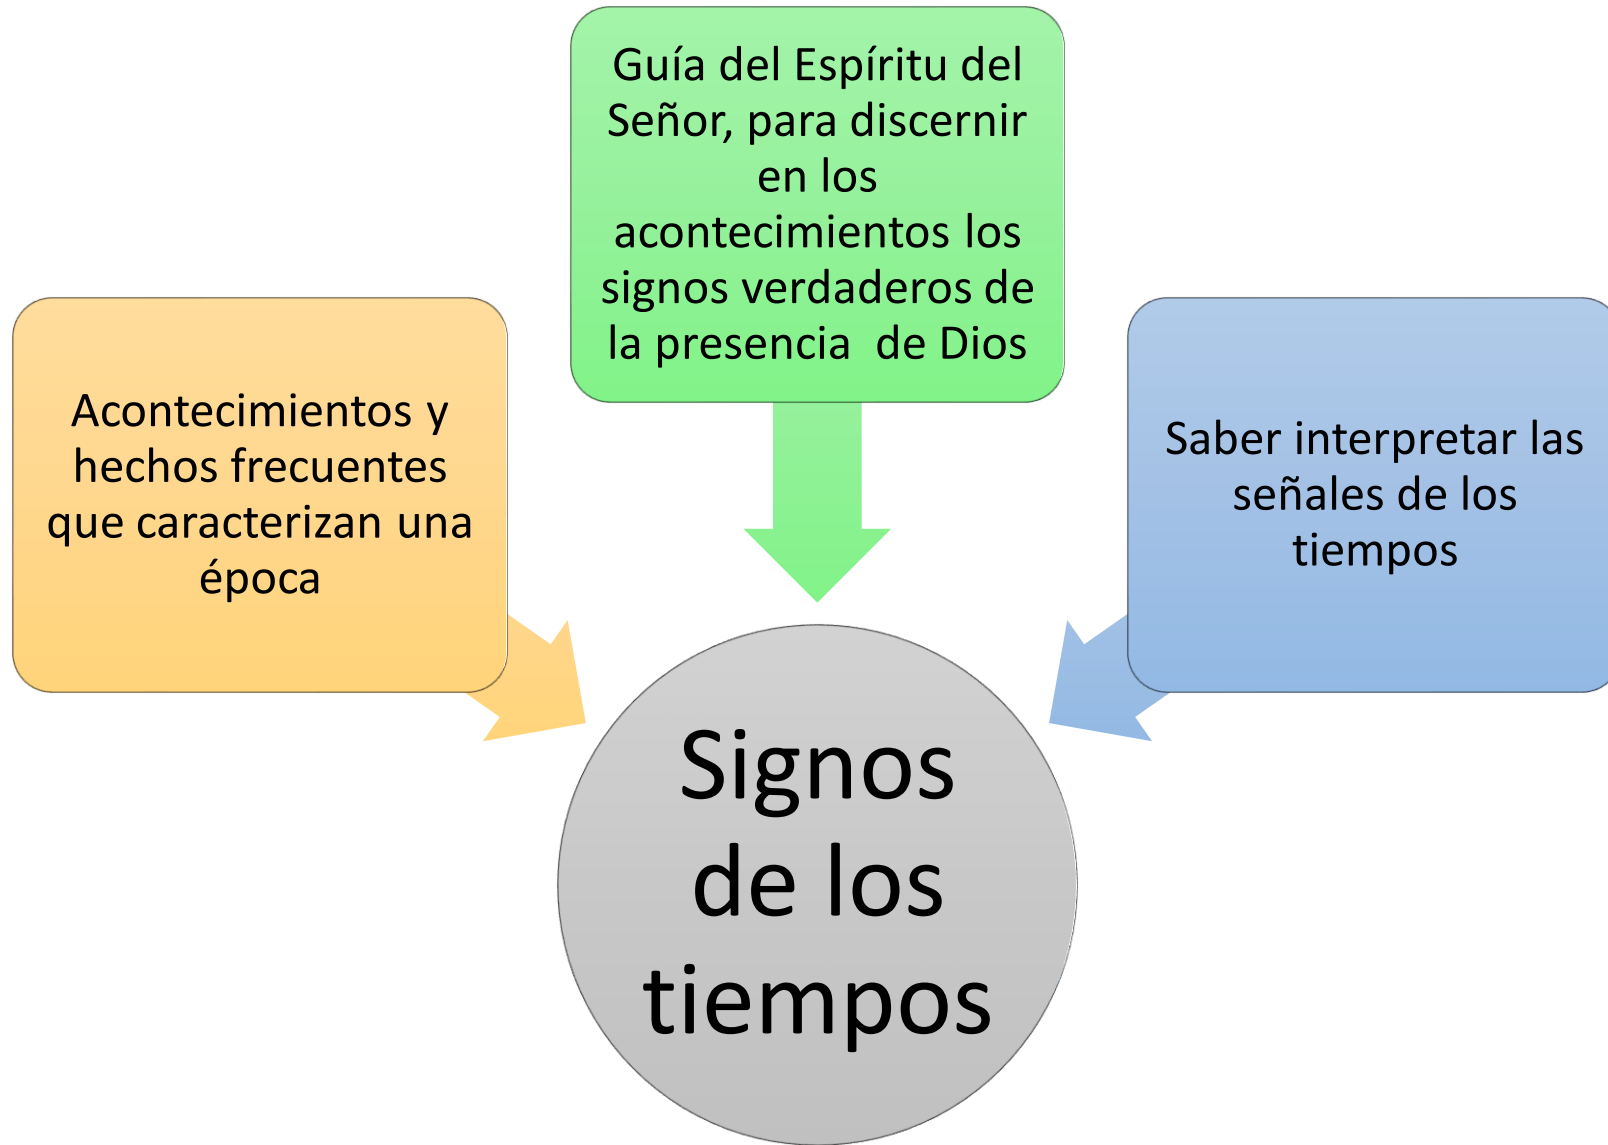 Guía del Espíritu del
Señor, para discernir
en los
acontecimientos los
signos verdaderos de
la presencia  de Dios
Acontecimientos y
hechos frecuentes
que caracterizan una
época
Saber interpretar las
señales de los
tiempos
Signos
de los
tiempos